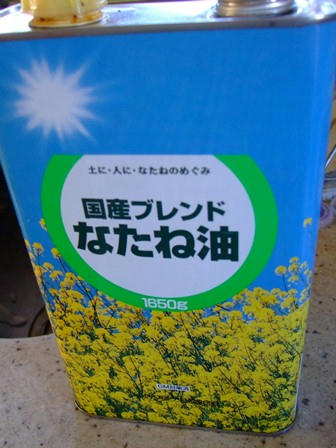 土に・人に・なたねのめぐみ
国産ブレンド
なたね油
1650g